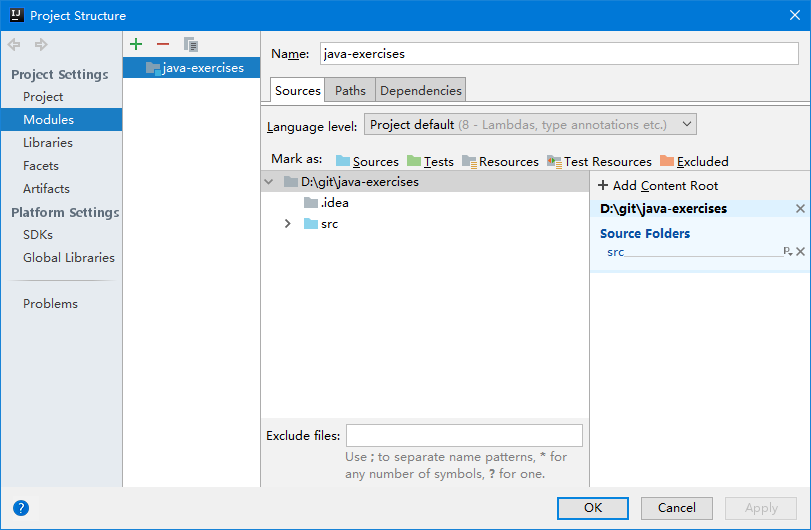 Project Structure
Project Settings
Project
Modules
Libraries
Facets
Artifacts
Platform Settings
SDKs
Global Libraries
Problems
java-exercises
Name: java-exercises
Sources Paths Dependencies
Language level: Project default (8 - Lambdas, type annotations etc.)
Mark as: Sources Tests Resources Test Resources Excluded
D:\git\java-exercises
.idea
src
+ Add Content Root
D:\git\java-exercises
Source Folders
src
Exclude files:
Use ; to separate name patterns, * for
any number of symbols, ? for one.
? OK Cancel Apply